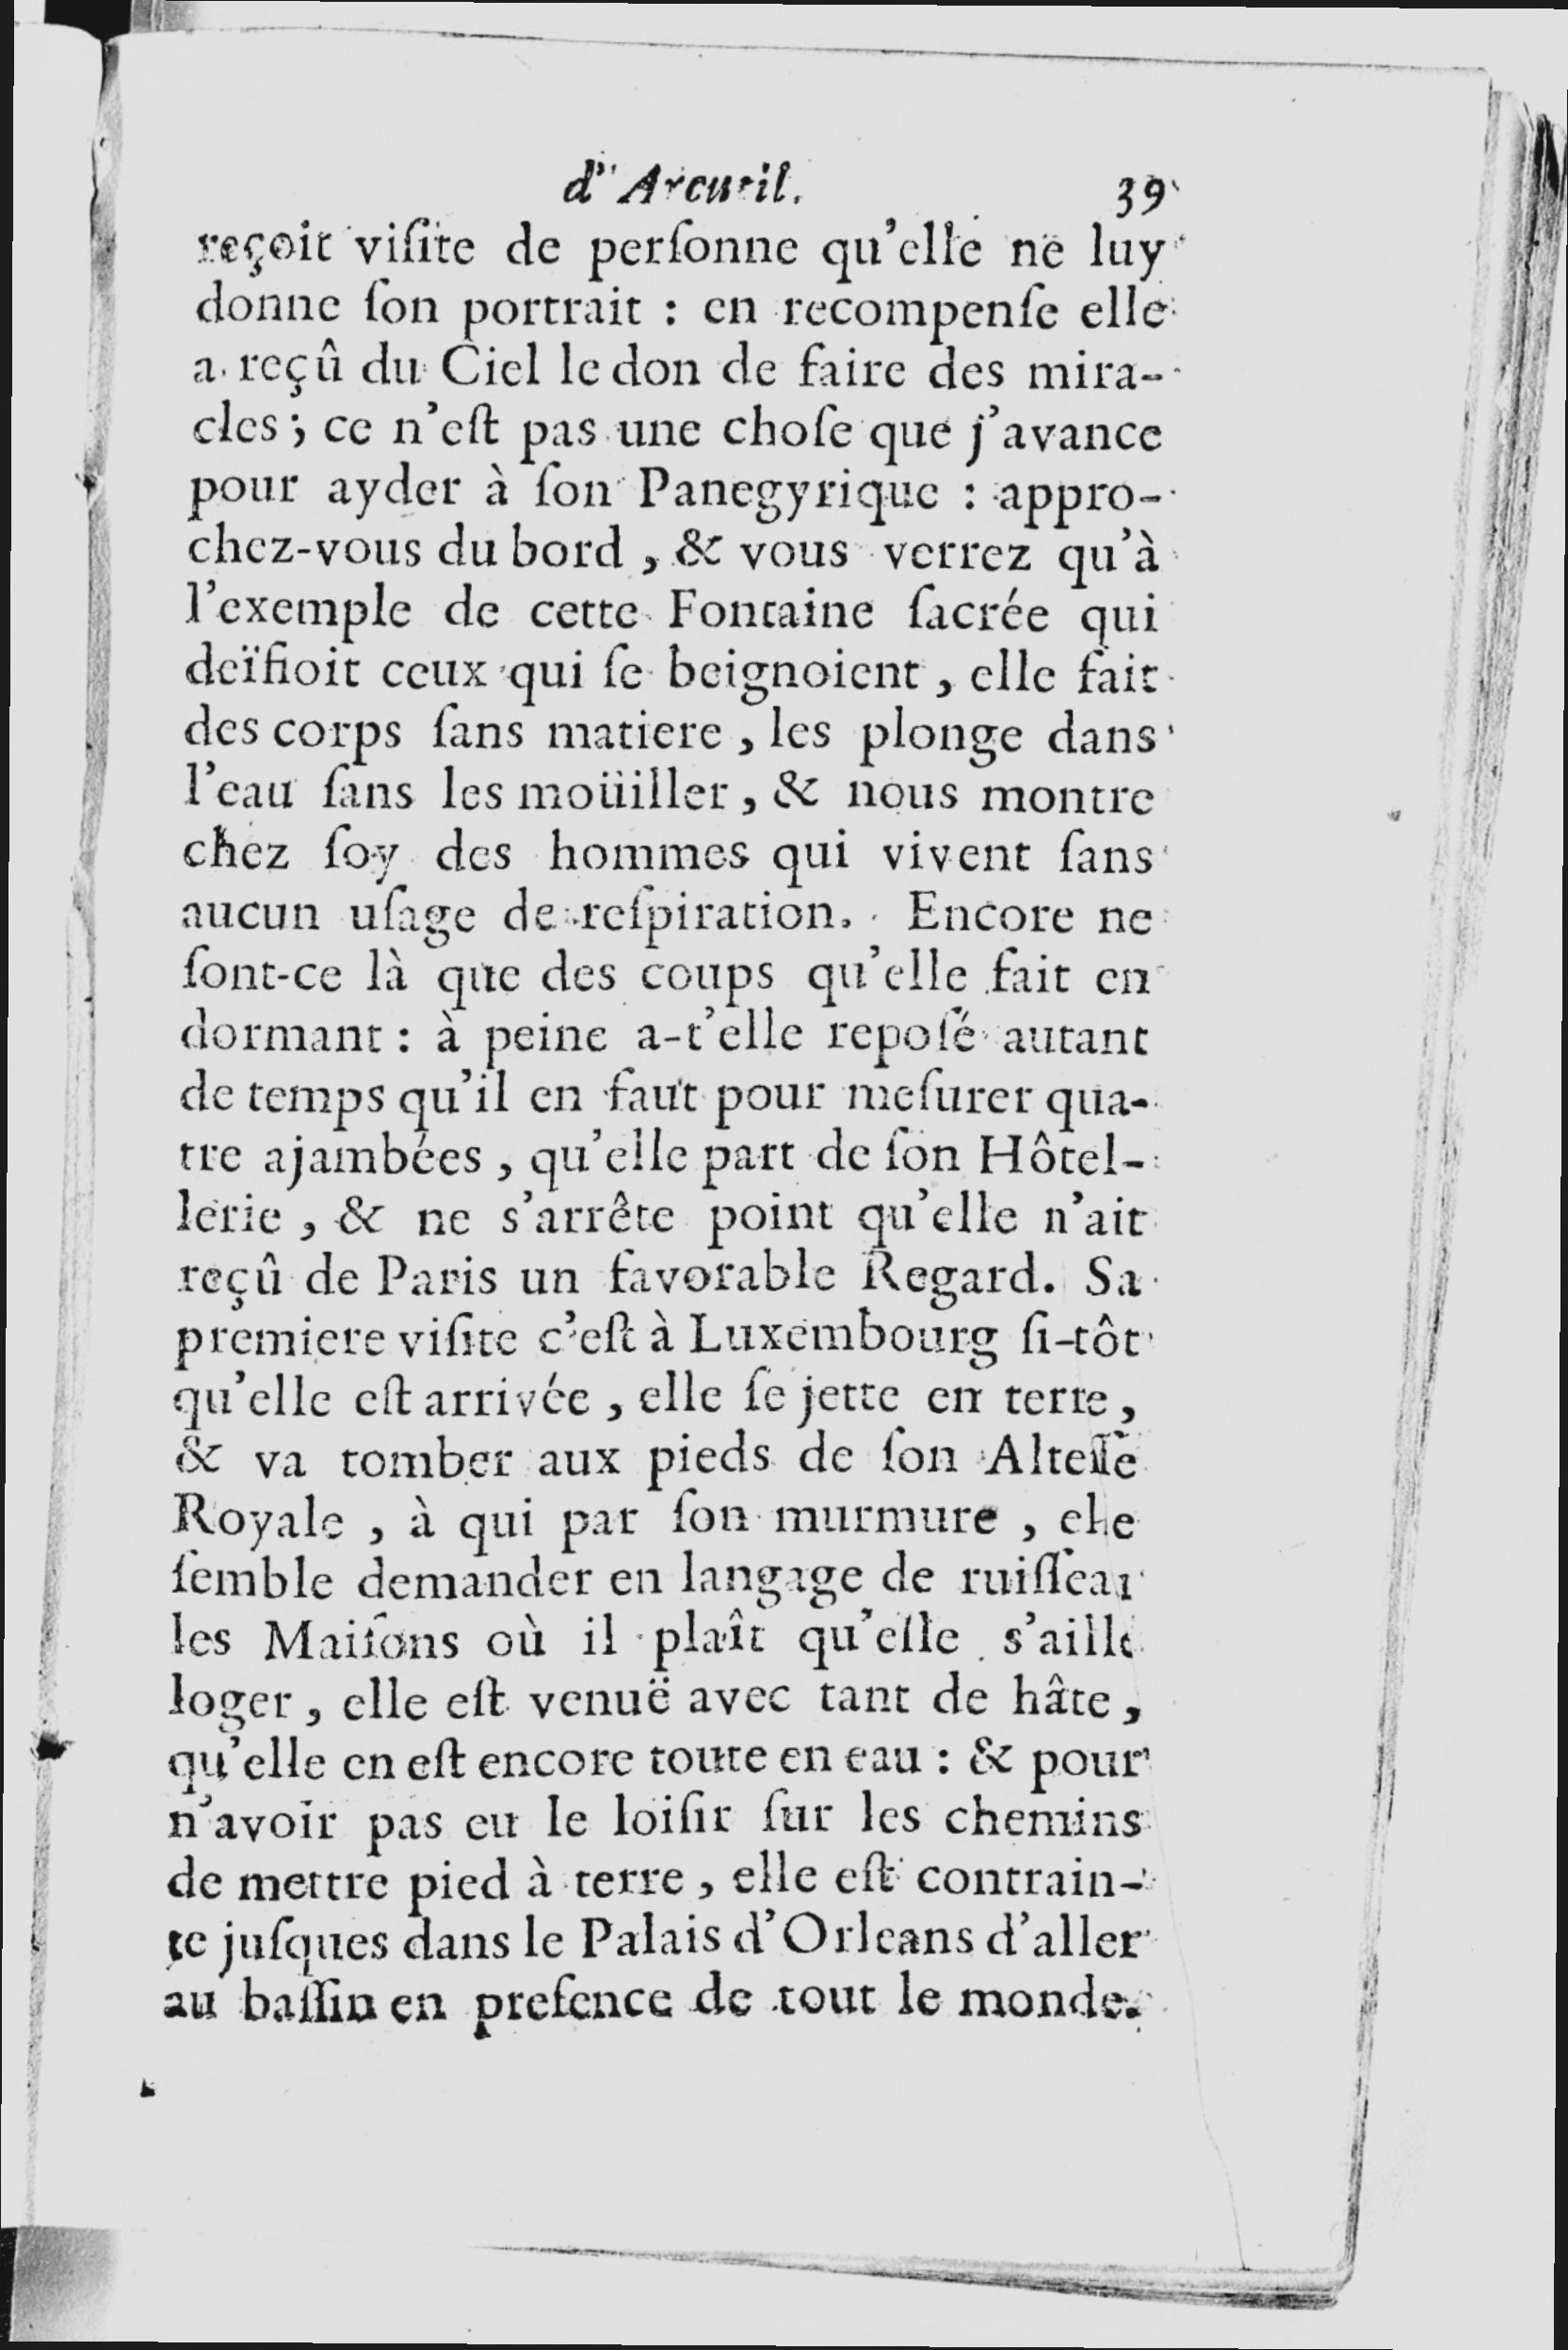 d'Arcueil. 39
reçoit viſite de perſonne qu'elle ne luy
donne ſon portrait : en recompenſe elle
a reçû du Ciel le don de faire des mira-
cles ; ce n'eſt pas une choſe que j'avance
pour ayder à ſon Panegyrique : appro-
chez-vous du bord , & vous verrez qu'à
l'exemple de cette Fontaine ſacrée qui
deïfioit ceux qui ſe beignoient , elle fait
des corps ſans matiere , les plonge dans
l'eau ſans les moüiller , & nous montre
chez ſoy des hommes qui vivent ſans
aucun uſage de reſpiration. Encore ne
ſont-ce là que des coups qu'elle fait en
dormant : à peine a-t'elle repoſé autant
de temps qu'il en faut pour meſurer qua-
tre ajambées , qu'elle part de ſon Hôtel-
lerie , & ne s'arrête point qu'elle n'ait
reçû de Paris un favorable Regard. Sa
premiere viſite c'eſt à Luxembourg ſi-tôt
qu'elle eſt arrivée , elle ſe jette en terre ,
& va tomber aux pieds de ſon Alteſſe
Royale , à qui par ſon murmure , elle
ſemble demander en langage de ruiſſeau
les Maiſons où il plaît qu'elle s'aille
loger , elle eſt venuë avec tant de hâte ,
qu'elle en eſt encore toute en eau : & pour
n'avoir pas eu le loiſir ſur les chemins
de mettre pied à terre , elle eſt contrain-
te juſques dans le Palais d'Orleans d'aller
au baſſin en preſence de tout le monde.